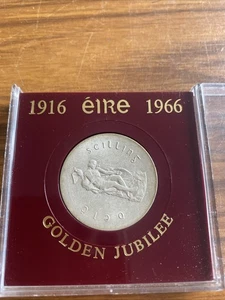 1916 éIRe 1966
scilling
GOLDEN JUBILEE